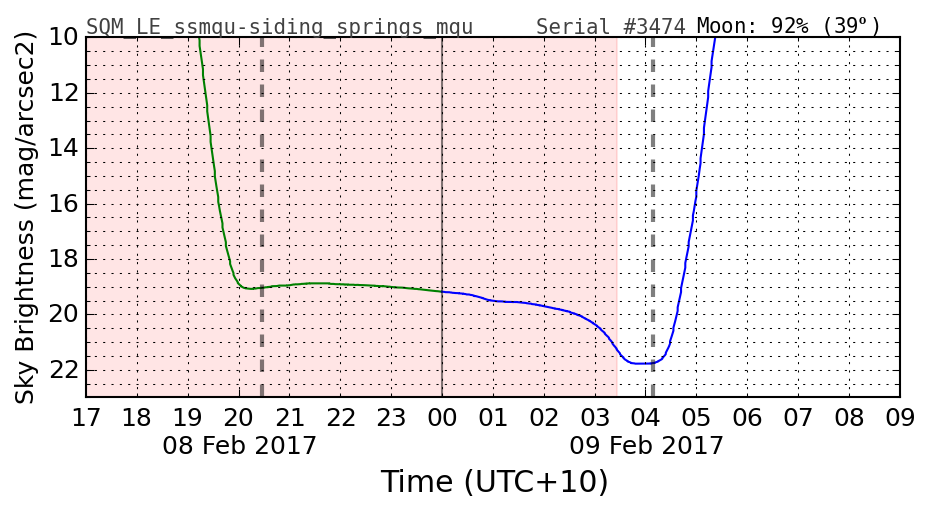 SQM_LE_ssmqu-siding_springs_mqu Serial #3474 Moon: 92% (39°)
10
12
14
16
18
20
22
Sky Brightness (mag/arcsec2)
17 18 19 20 21 22 23 00 01 02 03 04 05 06 07 08 09
08 Feb 2017 09 Feb 2017
Time (UTC+10)